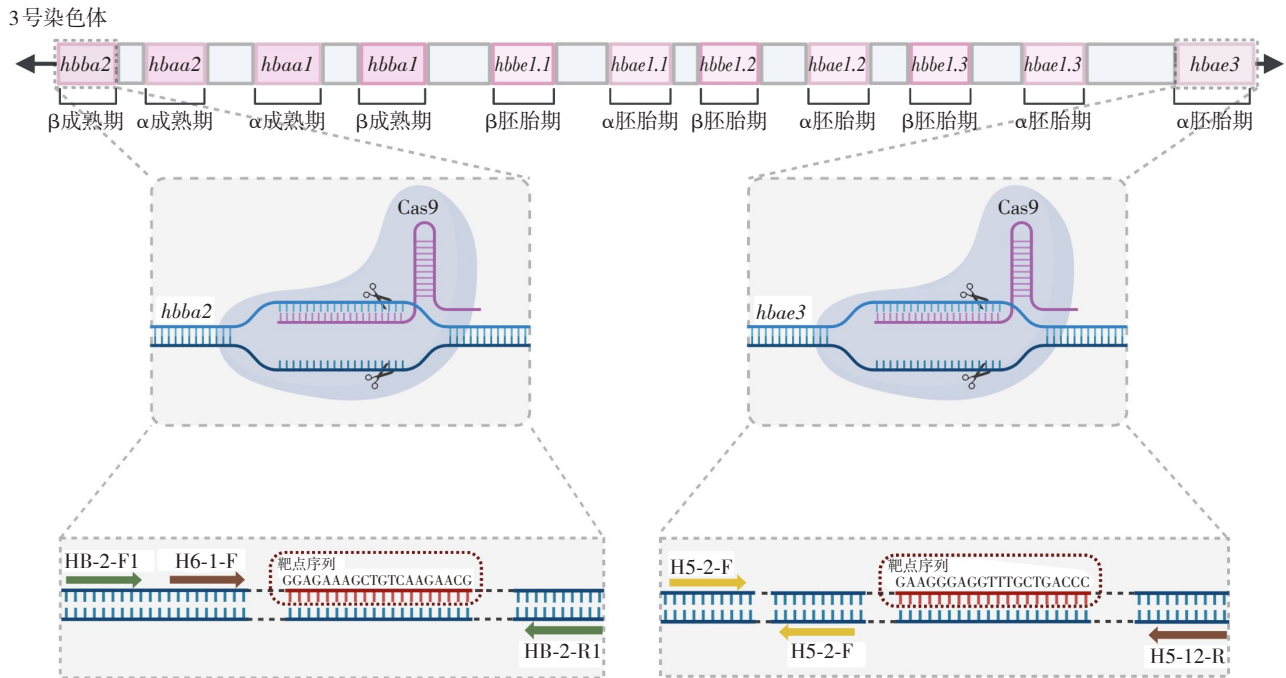 3号染色体
hbba2 hbaa2 hbaa1 hbba1 hbbe1.1 hbae1.1 hbbe1.2 hbae1.2 hbbe1.3 hbae1.3 hbae3
β成熟期 α成熟期 α成熟期 β成熟期 β胚胎期 α胚胎期 β胚胎期 α胚胎期 β胚胎期 α胚胎期 α胚胎期
Cas9
hbba2
Cas9
hbae3
HB-2-F1 H6-1-F
靶点序列
GGAGAAAGCTGTCAAGAACG
HB-2-R1
H5-2-F
靶点序列
GAAGGGAGGTTTGCTGACCC
H5-2-F
H5-12-R